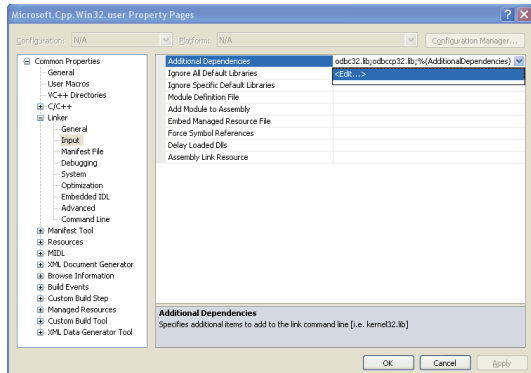 Microsoft.Cpp.Win32.user Property Pages
Configuration: N/A
Platform: N/A
Configuration Manager...
Common Properties
General
User Macros
VC++ Directories
C/C++
Linker
General
Input
Manifest File
Debugging
System
Optimization
Embedded IDL
Advanced
Command Line
Manifest Tool
Resources
MIDL
XML Document Generator
Browse Information
Build Events
Custom Build Step
Managed Resources
Custom Build Tool
XML Data Generator Tool
Additional Dependencies odbc32.lib;odbccp32.lib;%(AdditionalDependencies)
Ignore All Default Libraries <Edit...>
Ignore Specific Default Libraries
Module Definition File
Add Module to Assembly
Embed Managed Resource File
Force Symbol References
Delay Loaded Dlls
Assembly Link Resource
Additional Dependencies
Specifies additional items to add to the link command line [i.e. kernel32.lib]
OK Cancel Apply